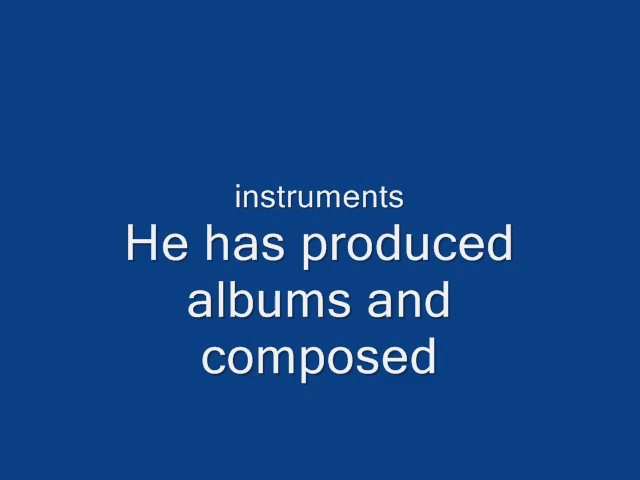 instruments
He has produced
albums and
composed